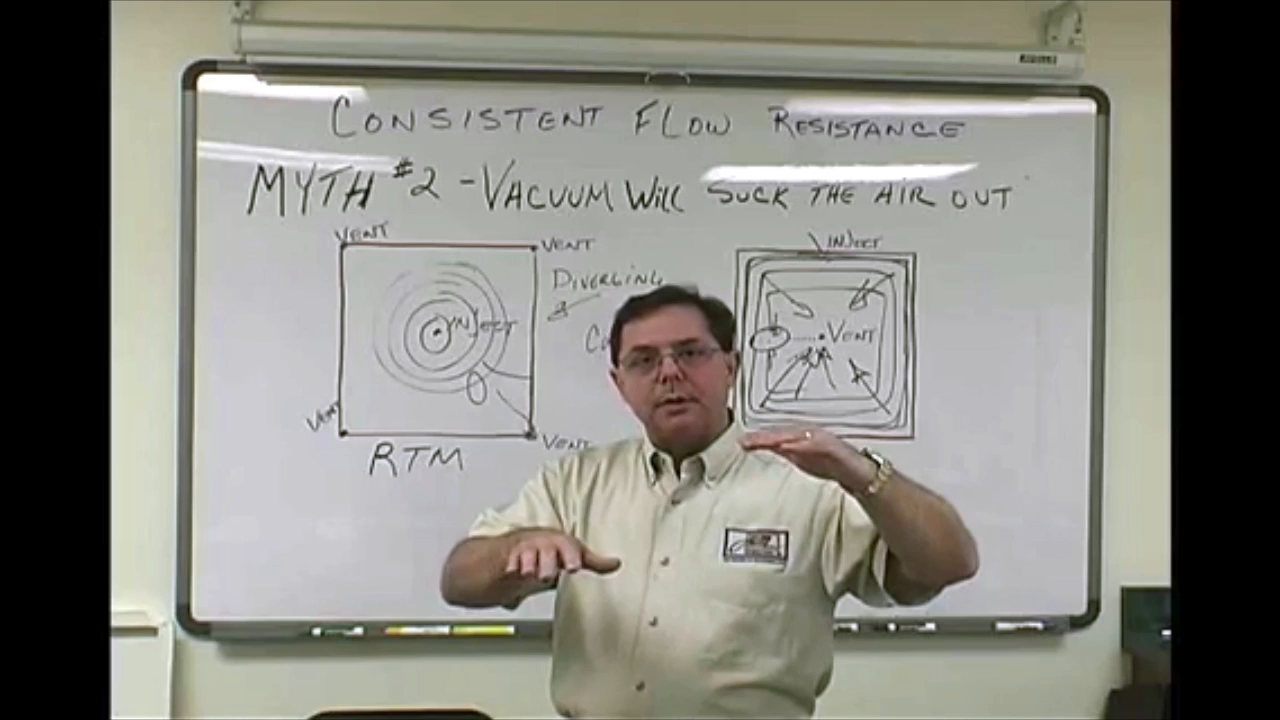 CONSISTENT FLOW RESISTANCE
MYTH #2 - VACUUM WILL SUCK THE AIR OUT
VENT
VENT
INJECT
DIVERGING
INJECT
VENT
VENT
VENT
RTM